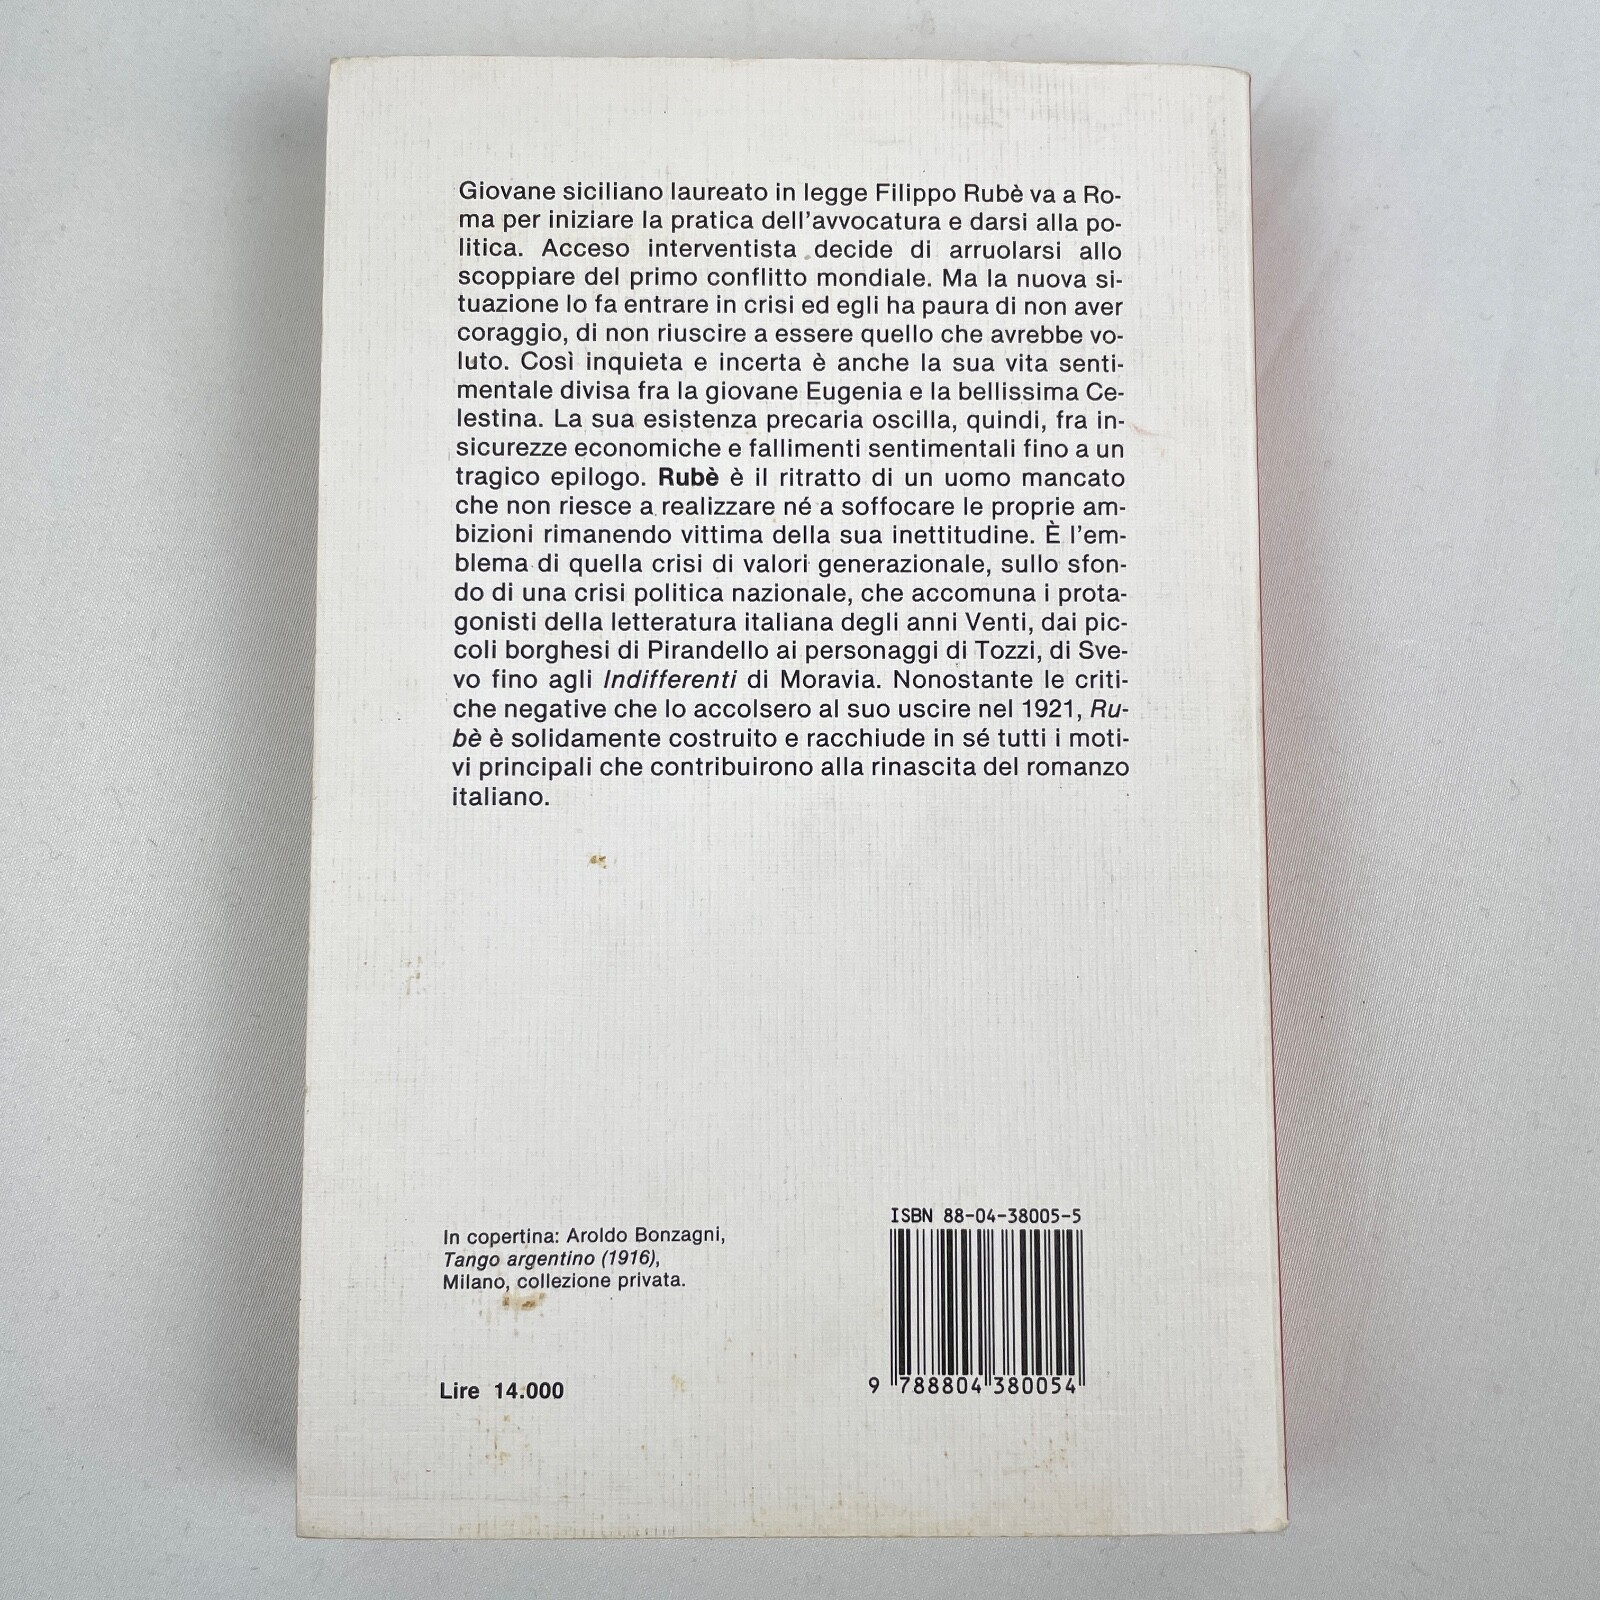 Giovane siciliano laureato in legge Filippo Rubè va a Ro-
ma per iniziare la pratica dell'avvocatura e darsi alla po-
litica. Acceso interventista decide di arruolarsi allo
scoppiare del primo conflitto mondiale. Ma la nuova si-
tuazione lo fa entrare in crisi ed egli ha paura di non aver
coraggio, di non riuscire a essere quello che avrebbe vo-
luto. Così inquieta e incerta è anche la sua vita senti-
mentale divisa fra la giovane Eugenia e la bellissima Ce-
lestina. La sua esistenza precaria oscilla, quindi, fra in-
sicurezze economiche e fallimenti sentimentali fino a un
tragico epilogo. Rubè è il ritratto di un uomo mancato
che non riesce a realizzare né a soffocare le proprie am-
bizioni rimanendo vittima della sua inettitudine. È l'em-
blema di quella crisi di valori generazionale, sullo sfon-
do di una crisi politica nazionale, che accomuna i prota-
gonisti della letteratura italiana degli anni Venti, dai pic-
coli borghesi di Pirandello ai personaggi di Tozzi, di Sve-
vo fino agli Indifferenti di Moravia. Nonostante le criti-
che negative che lo accolsero al suo uscire nel 1921, Ru-
bè è solidamente costruito e racchiude in sé tutti i moti-
vi principali che contribuirono alla rinascita del romanzo
italiano.
In copertina: Aroldo Bonzagni,
Tango argentino (1916),
Milano, collezione privata.
Lire 14.000
ISBN 88-04-38005-5
9 788804 380054